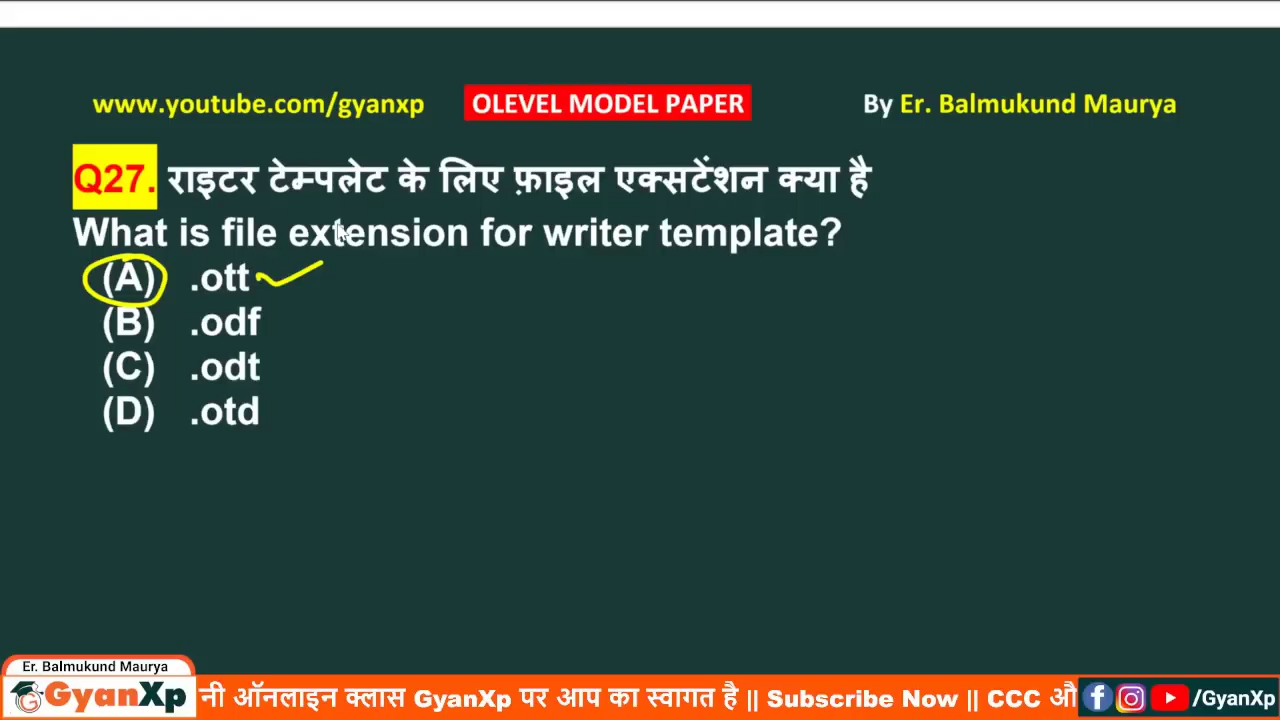 www.youtube.com/gyanxp OLEVEL MODEL PAPER By Er. Balmukund Maurya
Q27. राइटर टेम्पलेट के लिए फ़ाइल एक्सटेंशन क्या है
What is file extension for writer template?
(A) .ott
(B) .odf
(C) .odt
(D) .otd
Er. Balmukund Maurya
GyanXp नी ऑनलाइन क्लास GyanXp पर आप का स्वागत है || Subscribe Now || CCC औ /GyanXp